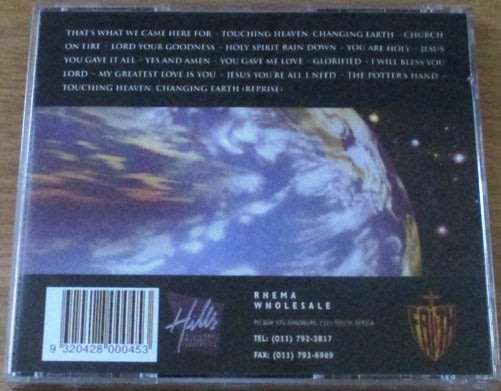 THAT'S WHAT WE CAME HERE FOR · TOUCHING HEAVEN, CHANGING EARTH · CHURCH
ON FIRE · LORD YOUR GOODNESS · HOLY SPIRIT RAIN DOWN · YOU ARE HOLY · JESUS
YOU GAVE IT ALL · YES AND AMEN · YOU GAVE ME LOVE · GLORIFIED · I WILL BLESS YOU
LORD · MY GREATEST LOVE IS YOU · JESUS YOU'RE ALL I NEED · THE POTTER'S HAND ·
TOUCHING HEAVEN, CHANGING EARTH <REPRISE>
RHEMA
WHOLESALE
SOUTH AFRICA
TEL: (011) 792-3817
FAX: (011) 793-6969
Hills
FAITH
9 320428 000453